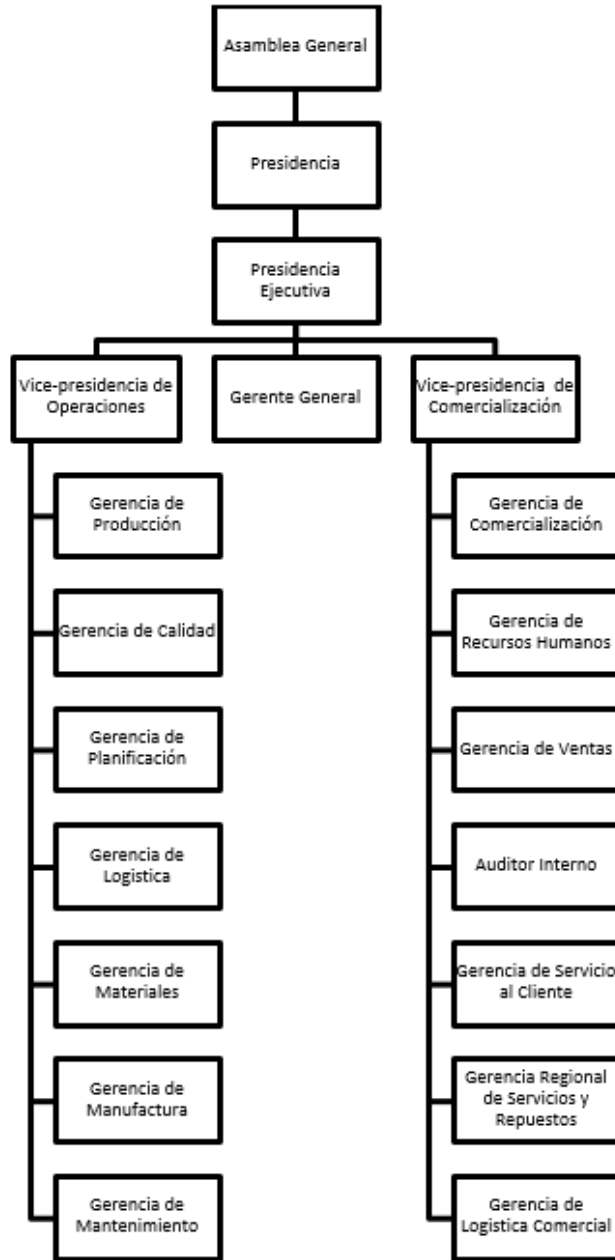 Asamblea General
Presidencia
Presidencia
Ejecutiva
Vice-presidencia de
Operaciones
Gerente General
Vice-presidencia de
Comercialización
Gerencia de
Producción
Gerencia de Calidad
Gerencia de
Planificación
Gerencia de
Logistica
Gerencia de
Materiales
Gerencia de
Manufactura
Gerencia de
Mantenimiento
Gerencia de
Comercialización
Gerencia de
Recursos Humanos
Gerencia de Ventas
Auditor Interno
Gerencia de Servicio
al Cliente
Gerencia Regional
de Servicios y
Repuestos
Gerencia de
Logistica Comercial